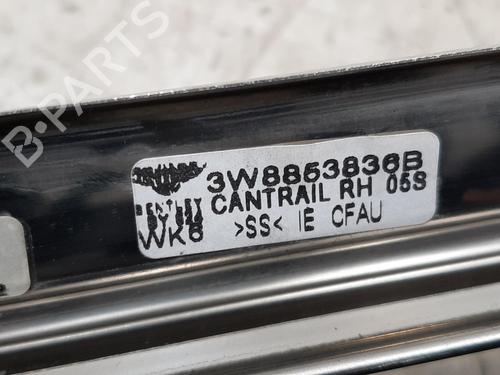 B-PARTS
3W8853836B
BENTLEY CANTRAIL RH 05S
WK6 >SS< IE CFAU